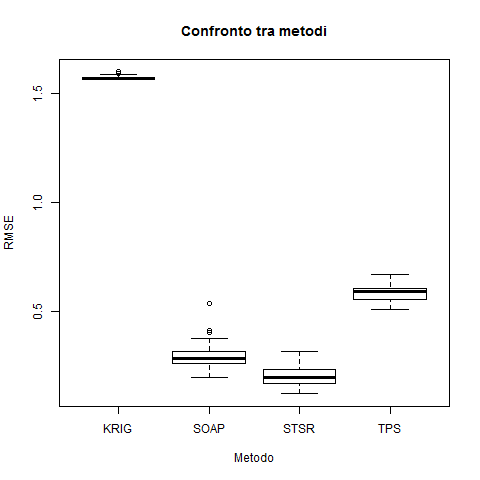 Confronto tra metodi
RMSE
1.5
1.0
0.5
KRIG SOAP STSR TPS
Metodo